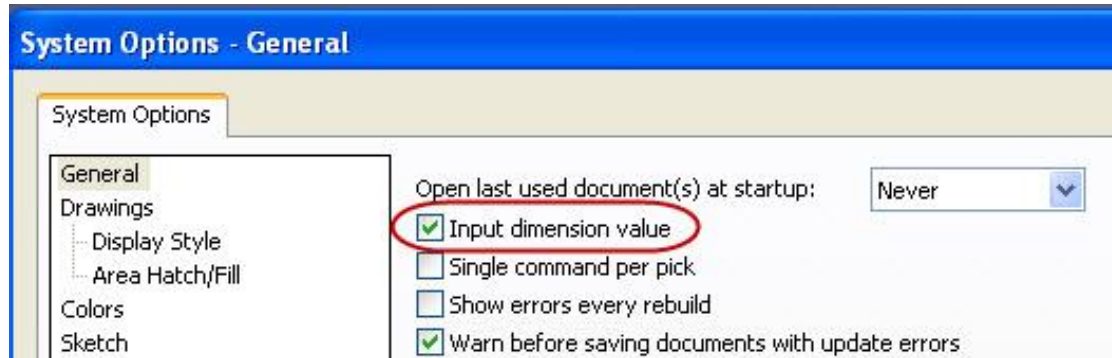 System Options - General
System Options
General
Drawings
Display Style
Area Hatch/Fill
Colors
Sketch
Open last used document(s) at startup: Never
Input dimension value
Single command per pick
Show errors every rebuild
Warn before saving documents with update errors